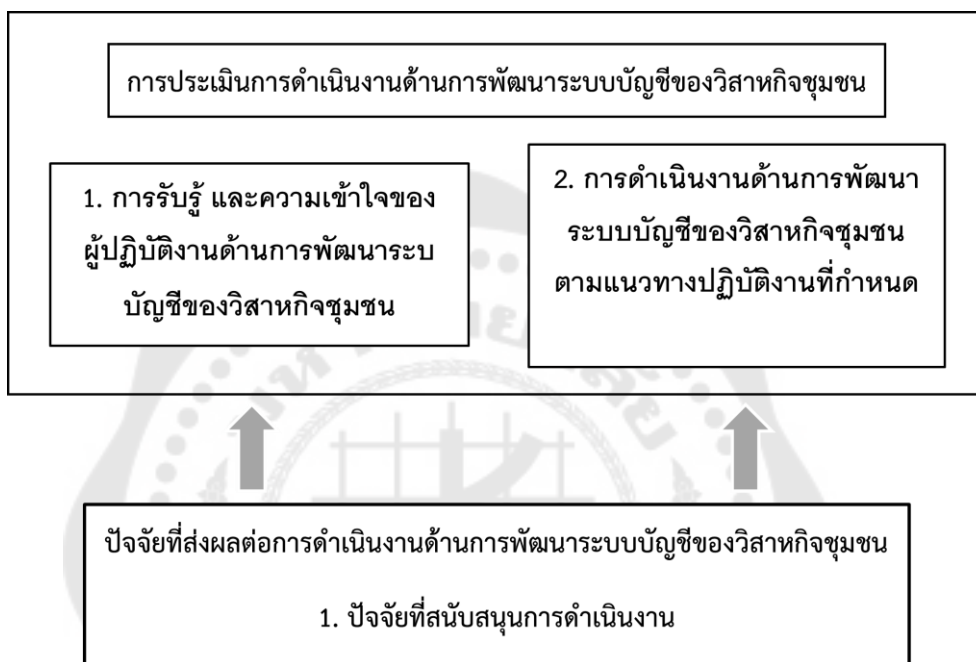 การประเมินการดำเนินงานด้านการพัฒนาระบบบัญชีของวิสาหกิจชุมชน
1. การรับรู้ และความเข้าใจของ
ผู้ปฏิบัติงานด้านการพัฒนาระบ
บัญชีของวิสาหกิจชุมชน
2. การดำเนินงานด้านการพัฒนา
ระบบบัญชีของวิสาหกิจชุมชน
ตามแนวทางปฏิบัติงานที่กำหนด
ปัจจัยที่ส่งผลต่อการดำเนินงานด้านการพัฒนาระบบบัญชีของวิสาหกิจชุมชน
1. ปัจจัยที่สนับสนุนการดำเนินงาน